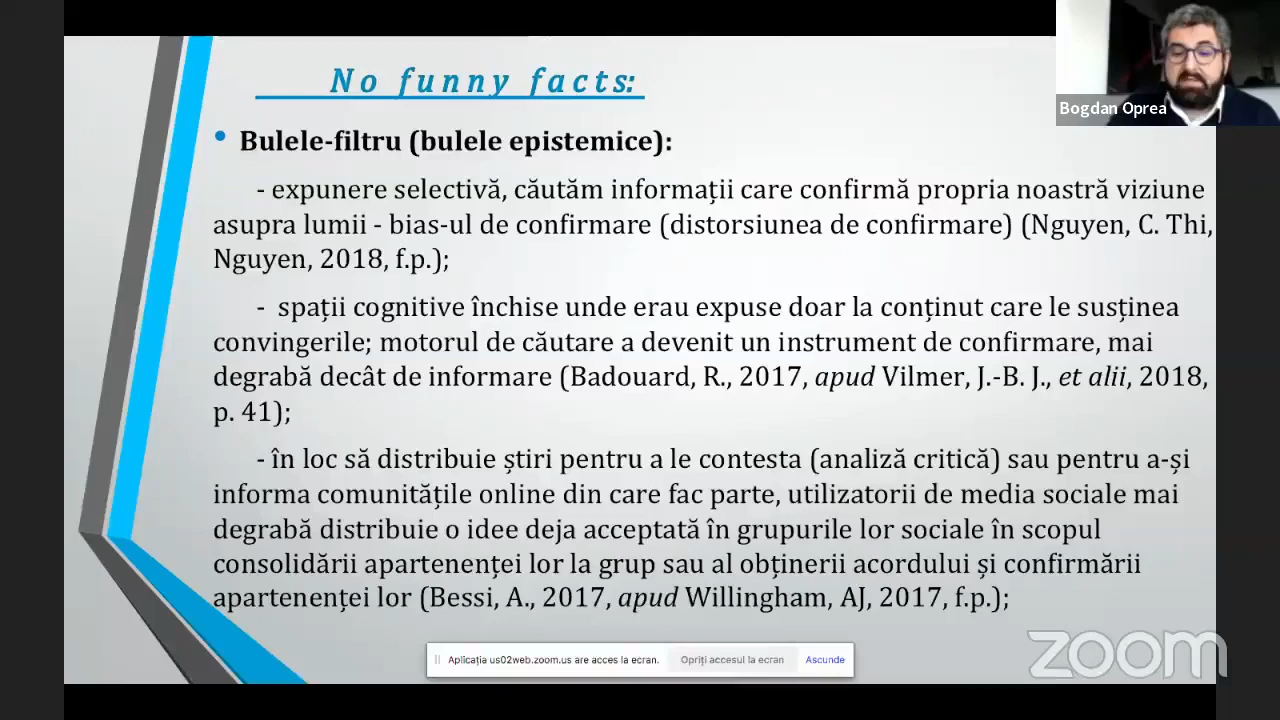 No funny facts:
Bogdan Oprea
• Bulele-filtru (bulele epistemice):
- expunere selectivă, căutăm informații care confirmă propria noastră viziune
asupra lumii - bias-ul de confirmare (distorsiunea de confirmare) (Nguyen, C. Thi,
Nguyen, 2018, f.p.);
- spații cognitive închise unde erau expuse doar la conținut care le susținea
convingerile; motorul de căutare a devenit un instrument de confirmare, mai
degrabă decât de informare (Badouard, R., 2017, apud Vilmer, J.-B. J., et alii, 2018,
p. 41);
- în loc să distribuie știri pentru a le contesta (analiză critică) sau pentru a-și
informa comunitățile online din care fac parte, utilizatorii de media sociale mai
degrabă distribuie o idee deja acceptată în grupurile lor sociale în scopul
consolidării apartenenței lor la grup sau al obținerii acordului și confirmării
apartenenței lor (Bessi, A., 2017, apud Willingham, AJ, 2017, f.p.);
Aplicația us02web.zoom.us are acces la ecran. Opriți accesul la ecran Ascunde
zoom